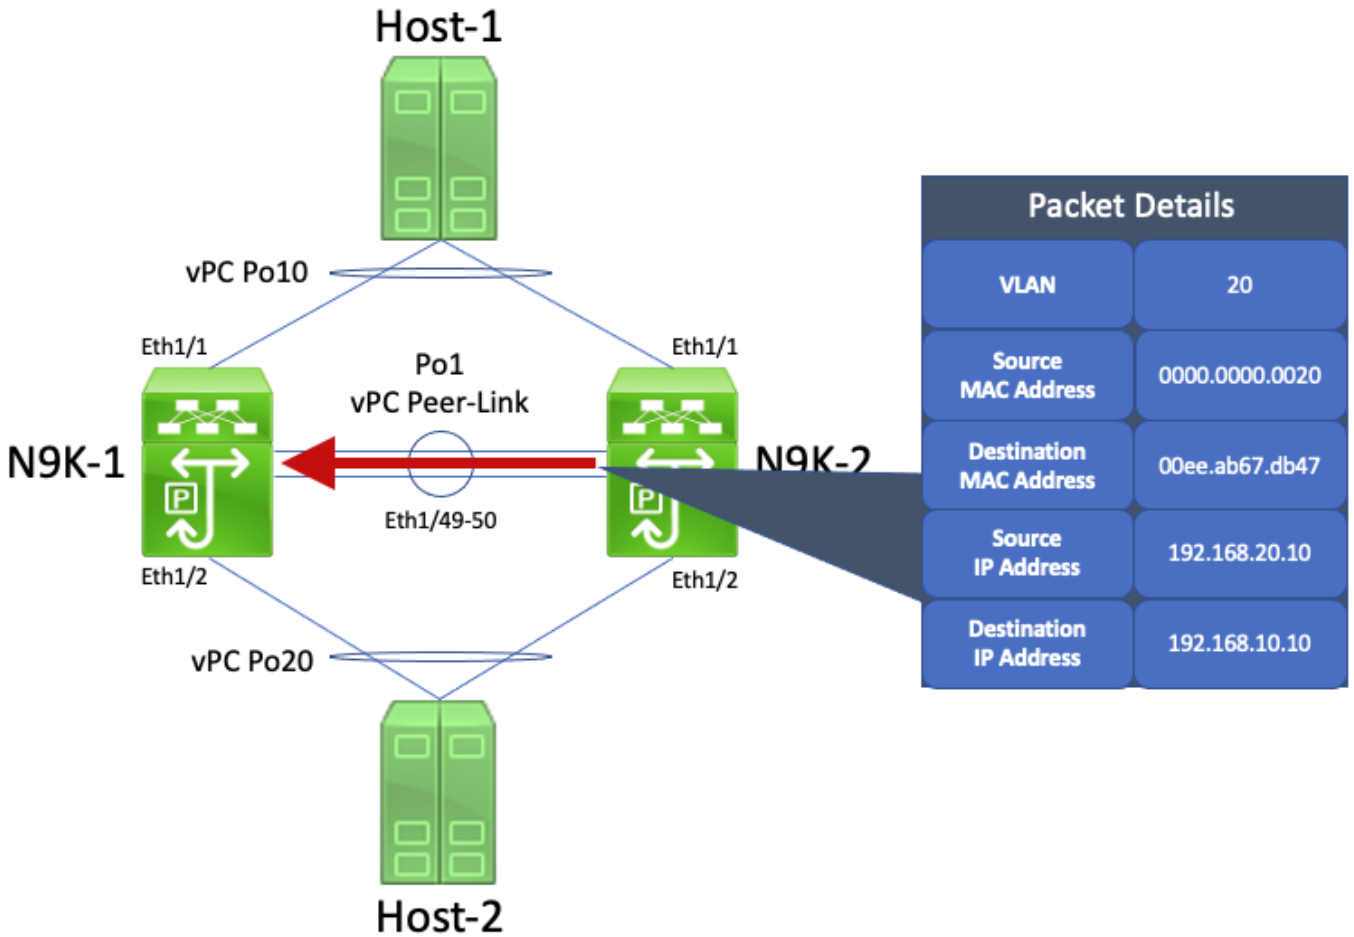 Host-1
vPC Po10
Eth1/1
Eth1/1
Po1
vPC Peer-Link
N9K-1
N9K-2
P
P
Eth1/49-50
Eth1/2
Eth1/2
vPC Po20
Host-2
Packet Details
VLAN
20
Source
MAC Address
0000.0000.0020
Destination
MAC Address
00ee.ab67.db47
Source
IP Address
192.168.20.10
Destination
IP Address
192.168.10.10